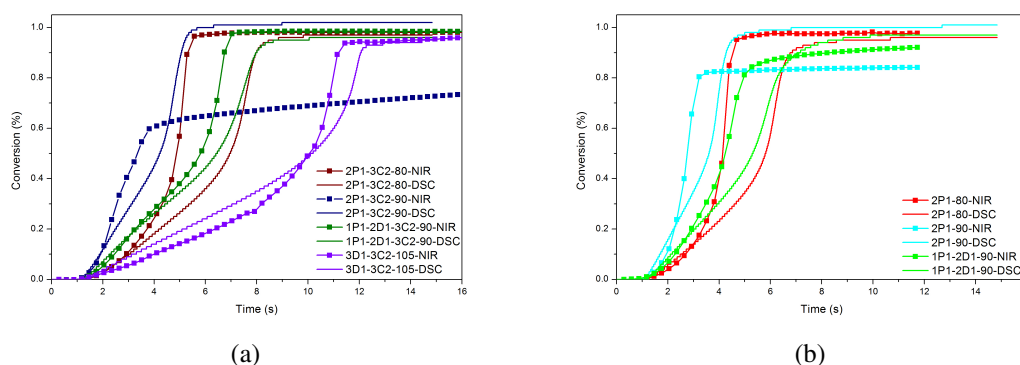 1.0
0.8
0.6
0.4
0.2
0.0
Conversion (%)
2P1-3C2-80-NIR
2P1-3C2-80-DSC
2P1-3C2-90-NIR
2P1-3C2-90-DSC
1P1-2D1-3C2-90-NIR
1P1-2D1-3C2-90-DSC
3D1-3C2-105-NIR
3D1-3C2-105-DSC
0 2 4 6 8 10 12 14 16
Time (s)
(a)
1.0
0.8
0.6
0.4
0.2
0.0
Conversion (%)
2P1-80-NIR
2P1-80-DSC
2P1-90-NIR
2P1-90-DSC
1P1-2D1-90-NIR
1P1-2D1-90-DSC
0 2 4 6 8 10 12 14
Time (s)
(b)